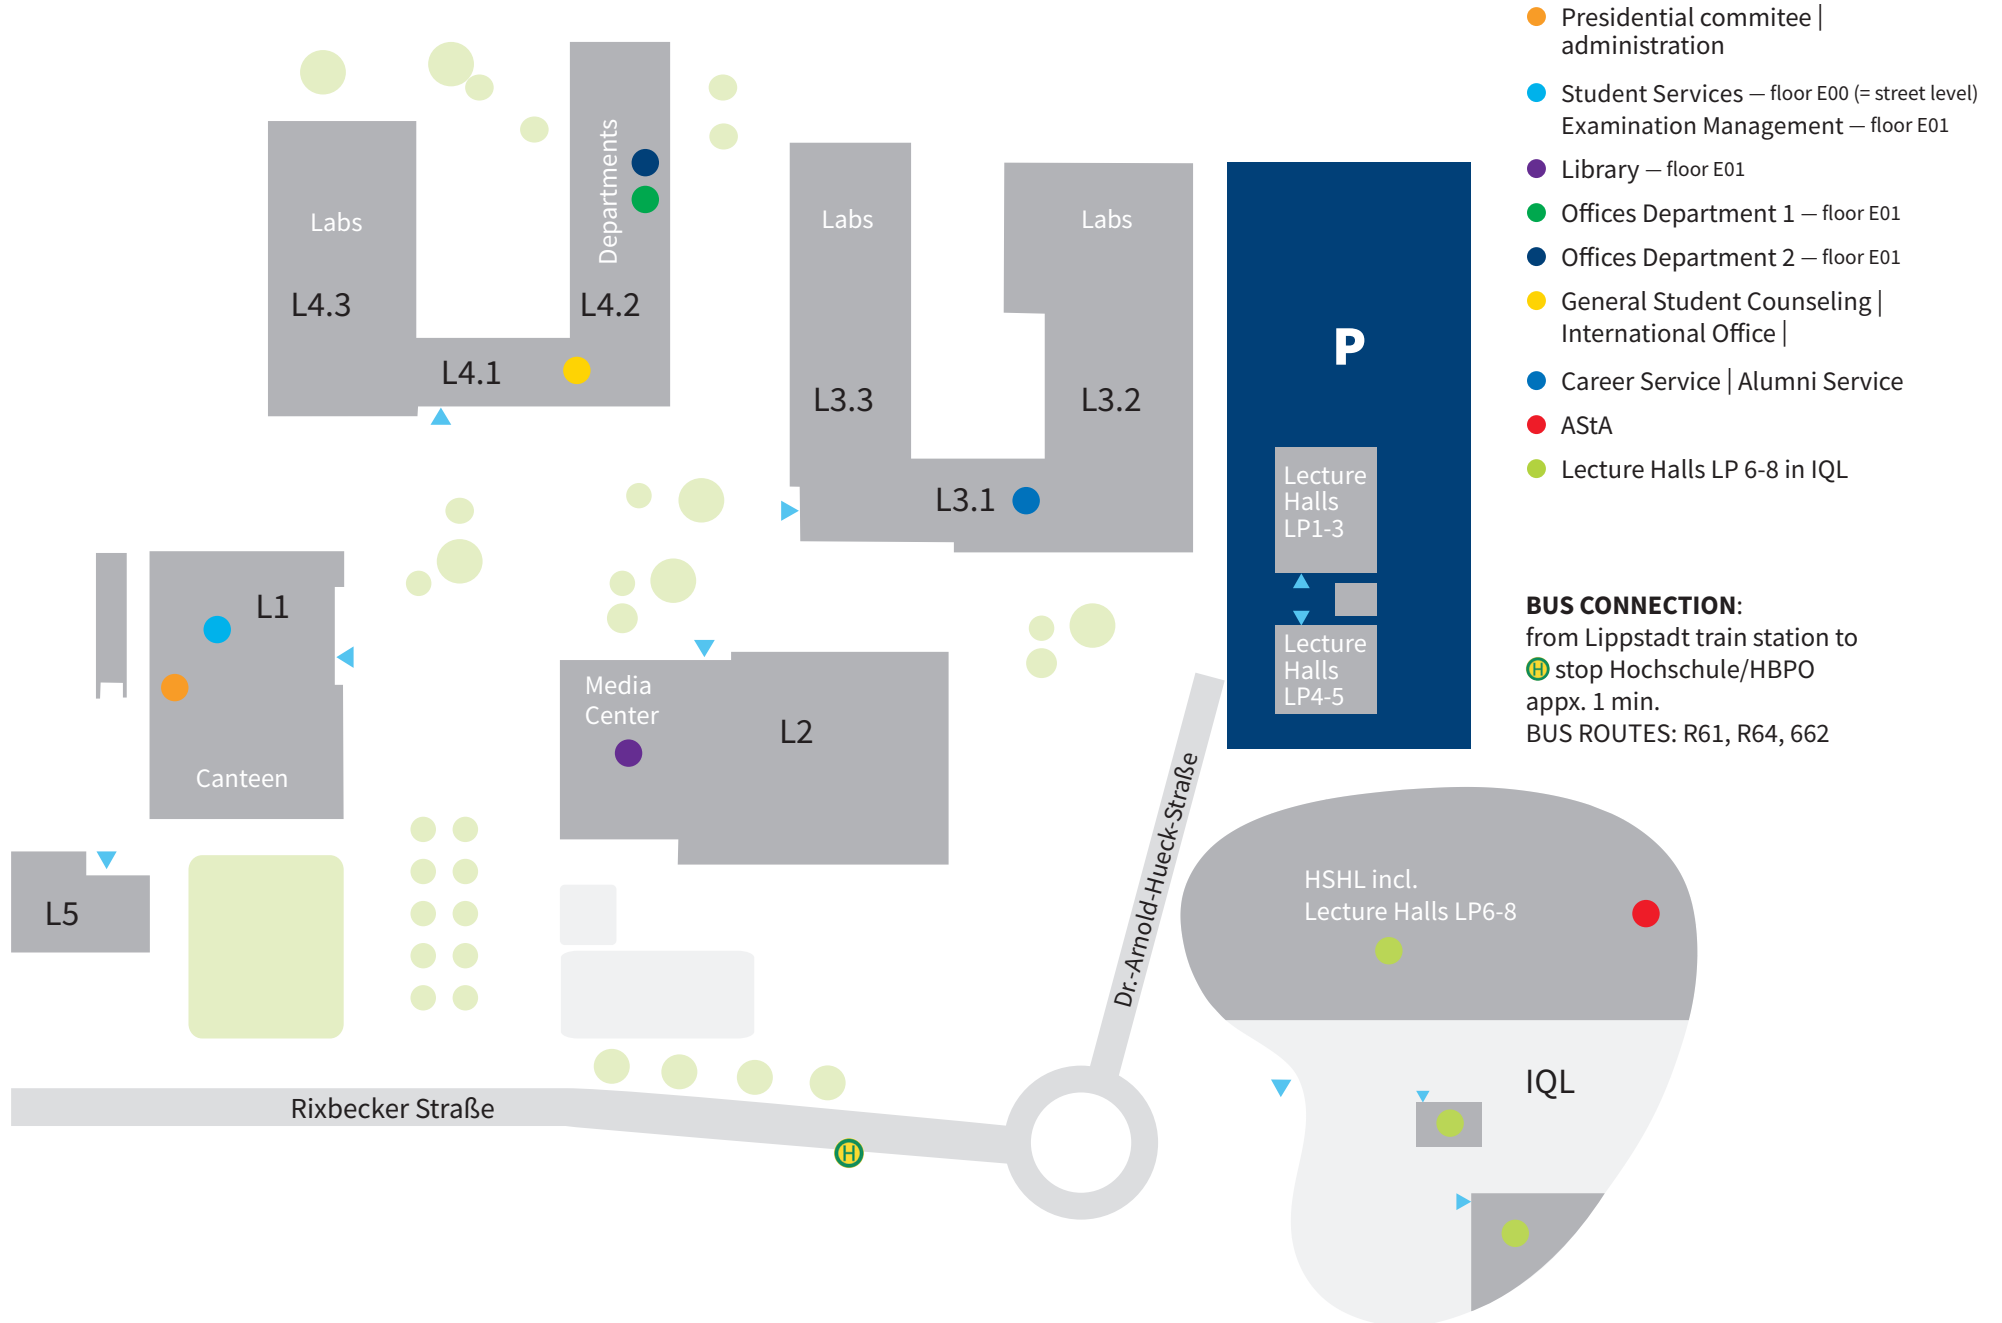 Presidential commitee |
administration
Student Services — floor E00 (= street level)
Examination Management — floor E01
Library — floor E01
Offices Department 1 — floor E01
Offices Department 2 — floor E01
General Student Counseling |
International Office |
Career Service | Alumni Service
AStA
Lecture Halls LP 6-8 in IQL
BUS CONNECTION:
from Lippstadt train station to
H stop Hochschule/HBPO
appx. 1 min.
BUS ROUTES: R61, R64, 662
Labs
L4.3
Departments
L4.2
L4.1
Labs
L3.3
Labs
L3.2
L3.1
P
Lecture
Halls
LP1-3
Lecture
Halls
LP4-5
L1
Canteen
Media
Center
L2
L5
Dr.-Arnold-Hueck-Straße
HSHL incl.
Lecture Halls LP6-8
IQL
Rixbecker Straße
H